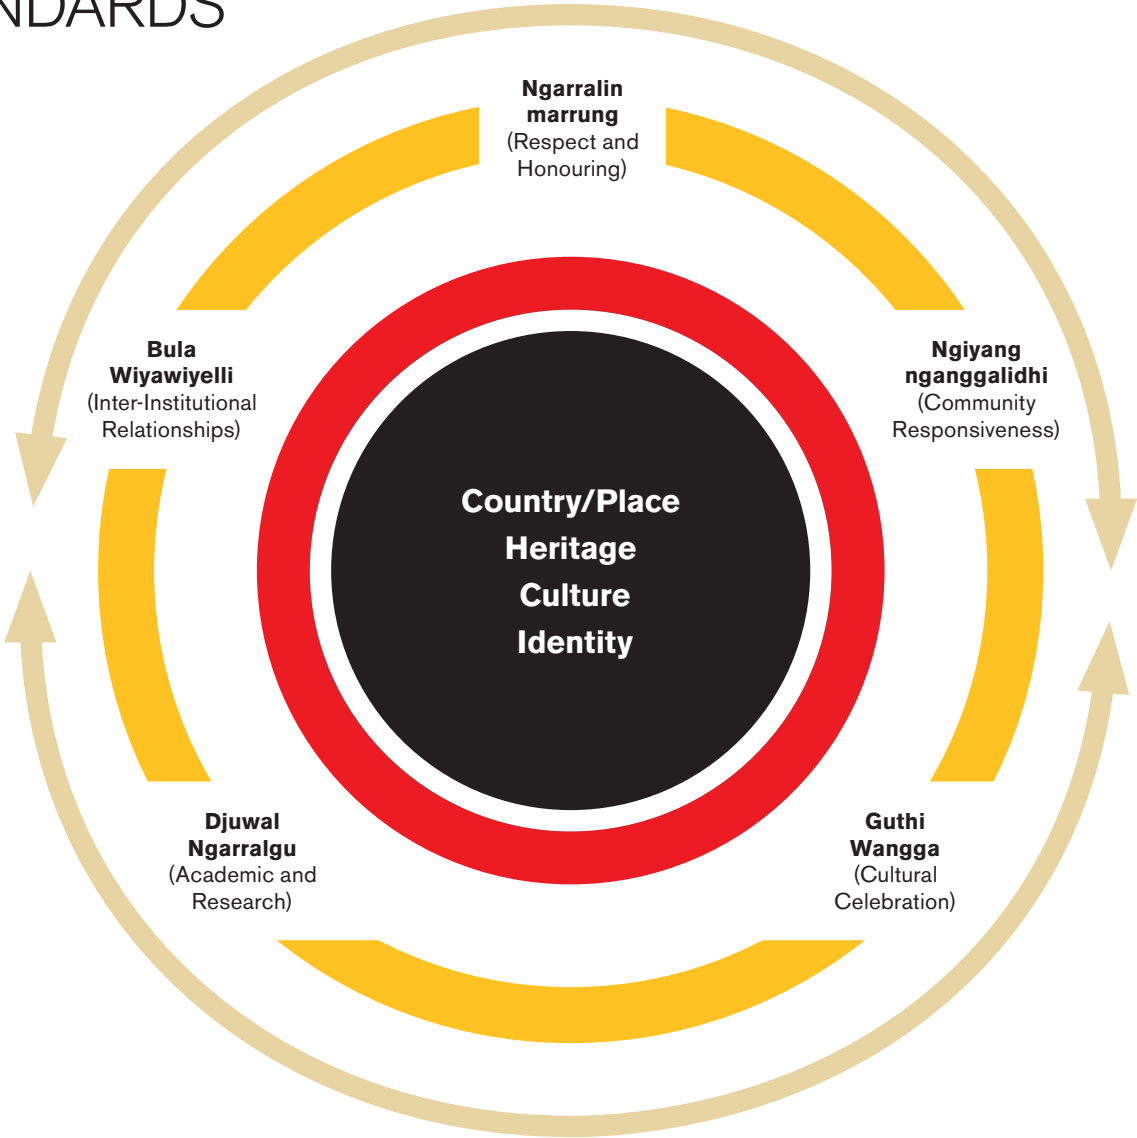 NDARDS
Ngarralin
marrung
(Respect and
Honouring)
Bula
Wiyawiyelli
(Inter-Institutional
Relationships)
Ngiyang
nganggalidhi
(Community
Responsiveness)
Country/Place
Heritage
Culture
Identity
Djuwal
Ngarralgu
(Academic and
Research)
Guthi
Wangga
(Cultural
Celebration)